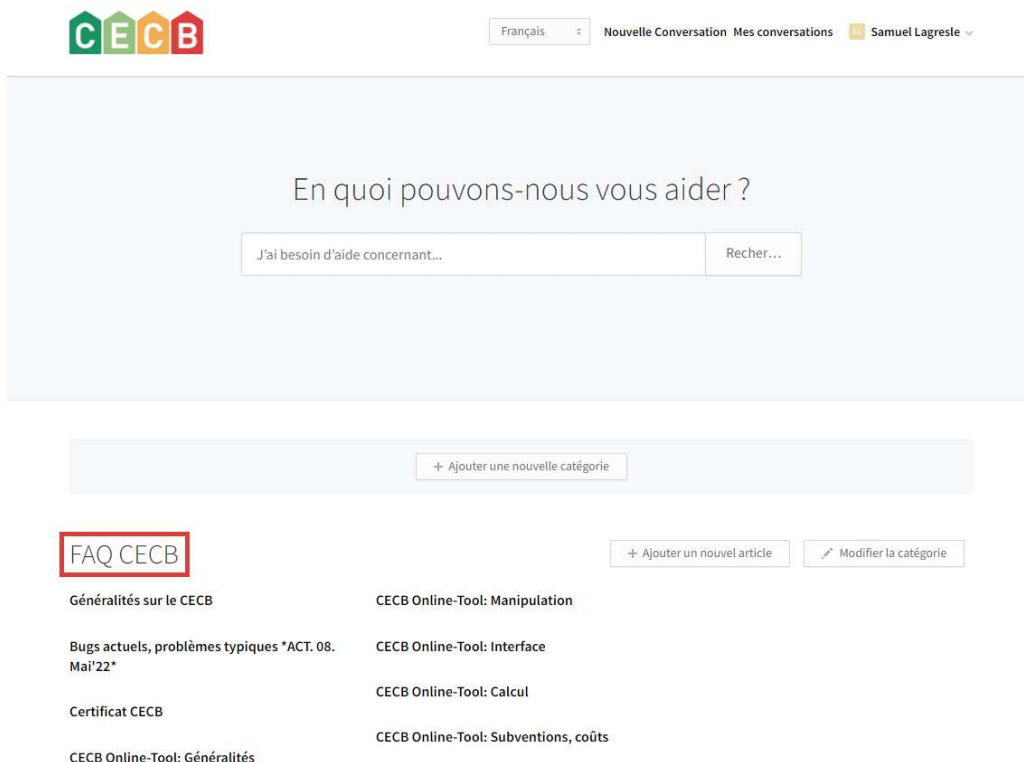 CECB
Français
Nouvelle Conversation Mes conversations
Samuel Lagresle
En quoi pouvons-nous vous aider ?
J'ai besoin d'aide concernant...
Recher...
+ Ajouter une nouvelle catégorie
FAQ CECB
+ Ajouter un nouvel article
Modifier la catégorie
Généralités sur le CECB
Bugs actuels, problèmes typiques *ACT. 08.
Mai'22*
Certificat CECB
CECB Online-Tool: Généralités
CECB Online-Tool: Manipulation
CECB Online-Tool: Interface
CECB Online-Tool: Calcul
CECB Online-Tool: Subventions, coûts